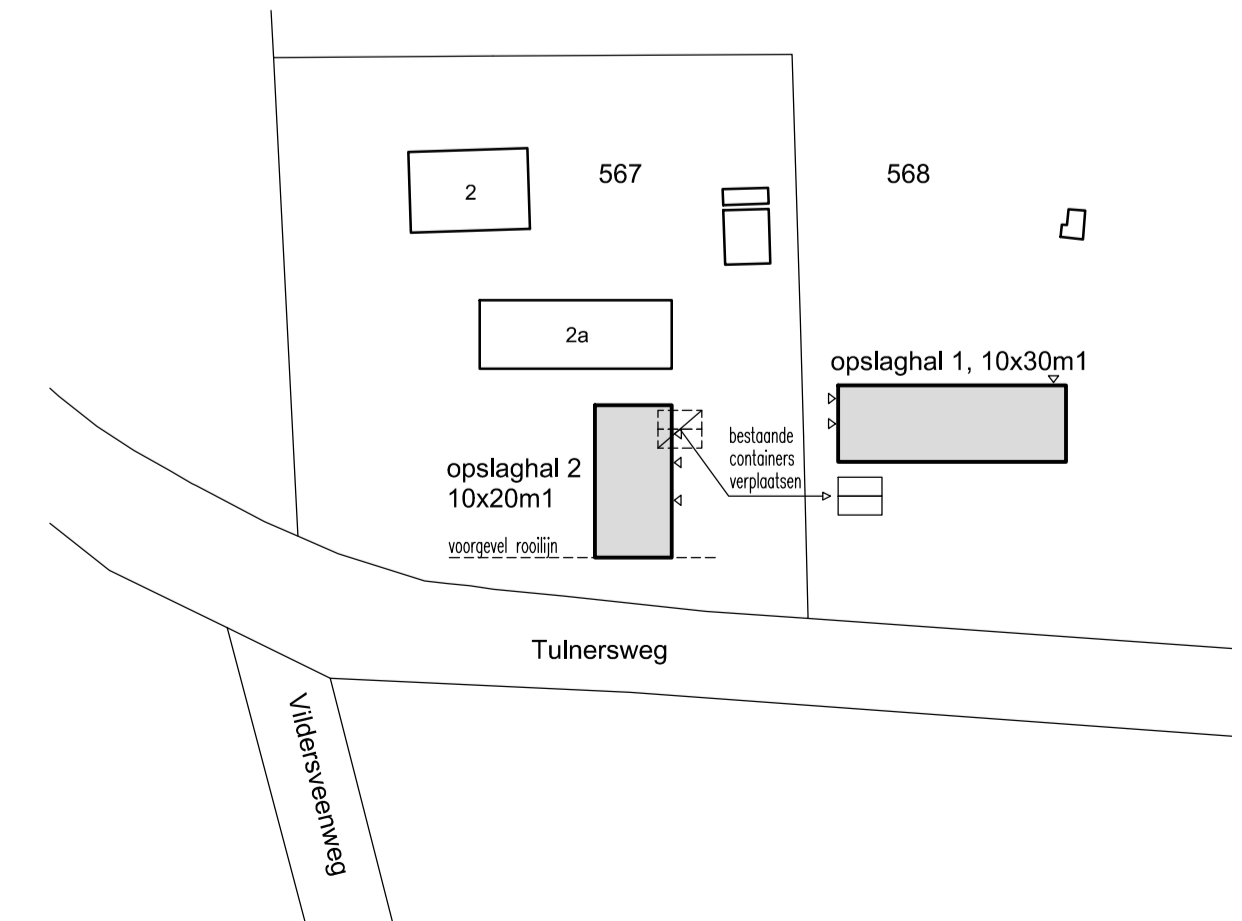 567
568
2
2a
opslaghal 1, 10x30m1
bestaande
containers
verplaatsen
opslaghal 2
10x20m1
voorgevel rooilijn
Tulnersweg
Vildersveenweg